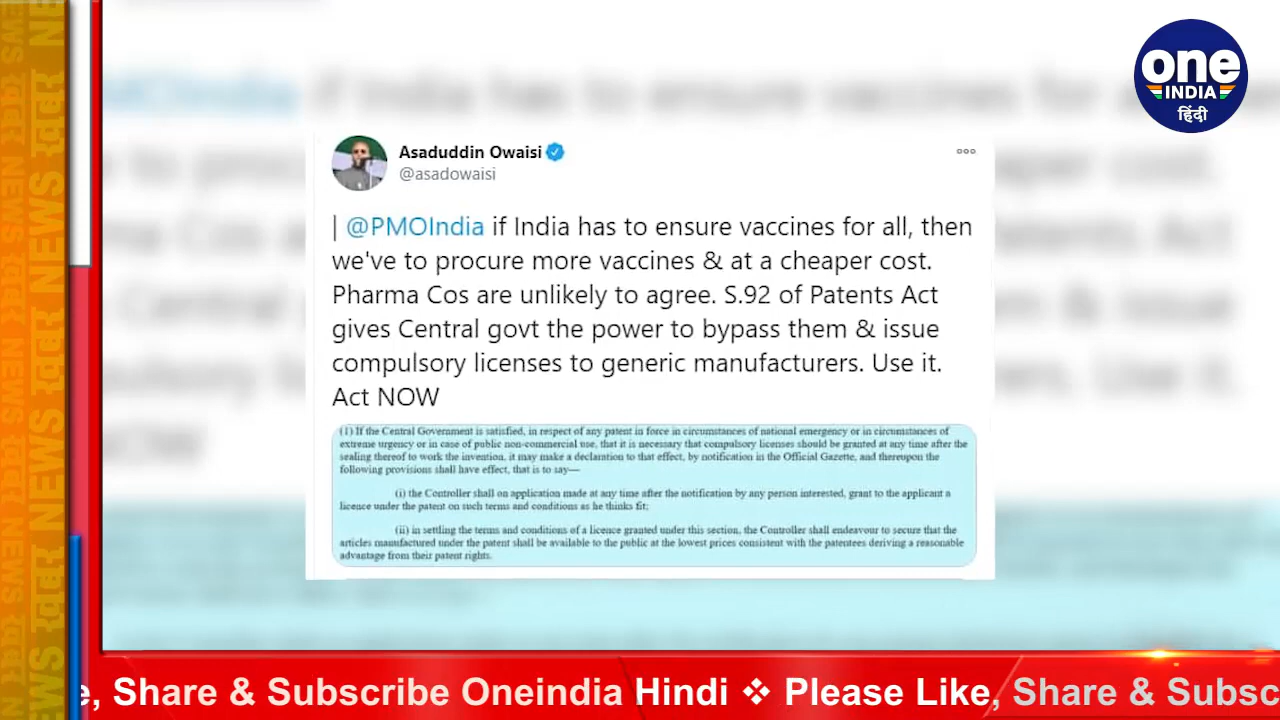 one
INDIA
हिंदी
Asaduddin Owaisi
@asadowaisi
| @PMOIndia if India has to ensure vaccines for all, then
we've to procure more vaccines & at a cheaper cost.
Pharma Cos are unlikely to agree. S.92 of Patents Act
gives Central govt the power to bypass them & issue
compulsory licenses to generic manufacturers. Use it.
Act NOW
(1) If the Central Government is satisfied, in respect of any patent in force in circumstances of national emergency or in circumstances of
extreme urgency or in case of public non-commercial use, that it is necessary that compulsory licenses should be granted at any time after the
sealing thereof to work the invention, it may make a declaration to that effect, by notification in the Official Gazette, and thereupon the
following provisions shall have effect, that is to say—
(i) the Controller shall on application made at any time after the notification by any person interested, grant to the applicant a
licence under the patent on such terms and conditions as he thinks fit;
(ii) in settling the terms and conditions of a licence granted under this section, the Controller shall endeavour to secure that the
articles manufactured under the patent shall be available to the public at the lowest prices consistent with the patentees deriving a reasonable
advantage from their patent rights.
e, Share & Subscribe Oneindia Hindi ❖ Please Like, Share & Subsc